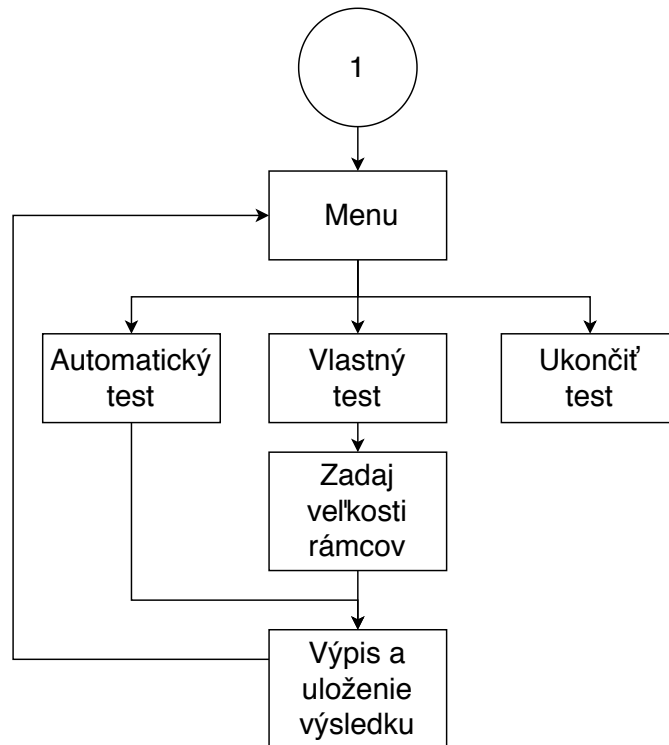 1
Menu
Automatický
test
Vlastný
test
Ukončiť
test
Zadaj
veľkosti
rámcov
Výpis a
uloženie
výsledku